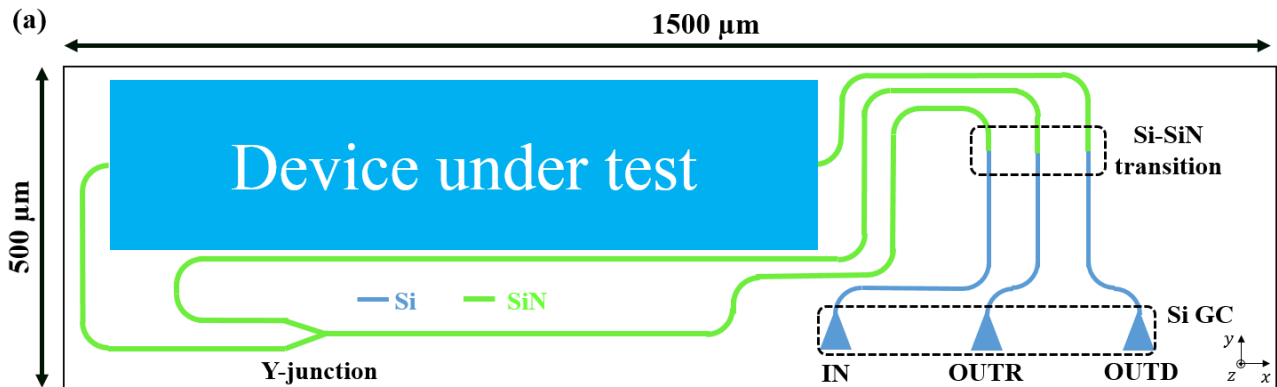 (a)
1500 µm
500 µm
Device under test
Si-SiN
transition
Si
SiN
Si GC
Y-junction
IN
OUTR
OUTD
y
z
x